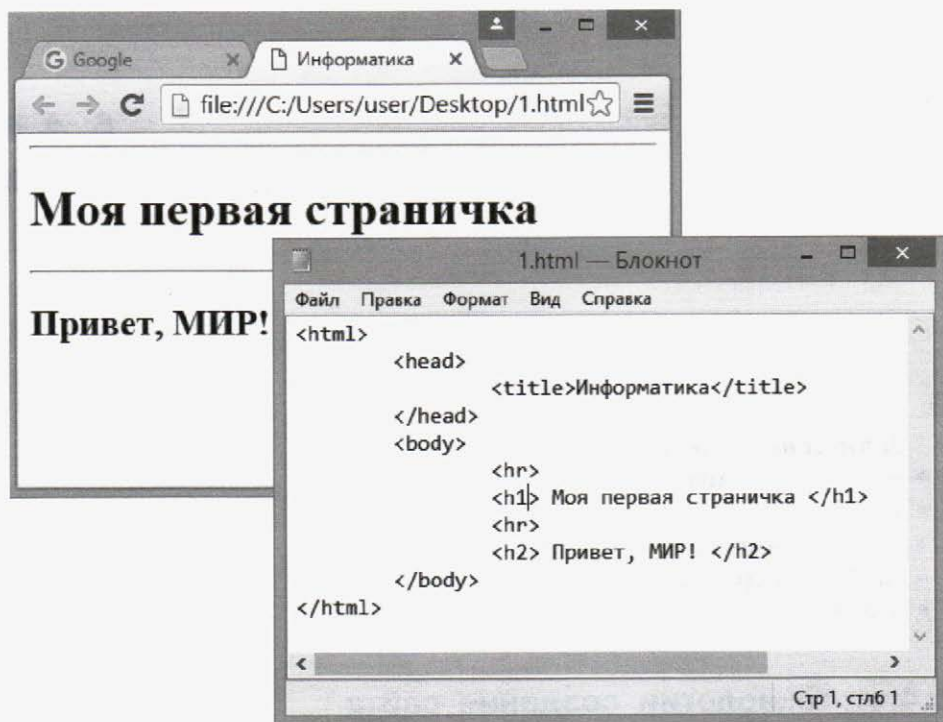 Google
Информатика
file:///C:/Users/user/Desktop/1.html
Моя первая страничка
Привет, МИР!
1.html — Блокнот
Файл Правка Формат Вид Справка
<html>
<head>
<title>Информатика</title>
</head>
<body>
<hr>
<h1> Моя первая страничка </h1>
<hr>
<h2> Привет, МИР! </h2>
</body>
</html>
Стр 1, стлб 1